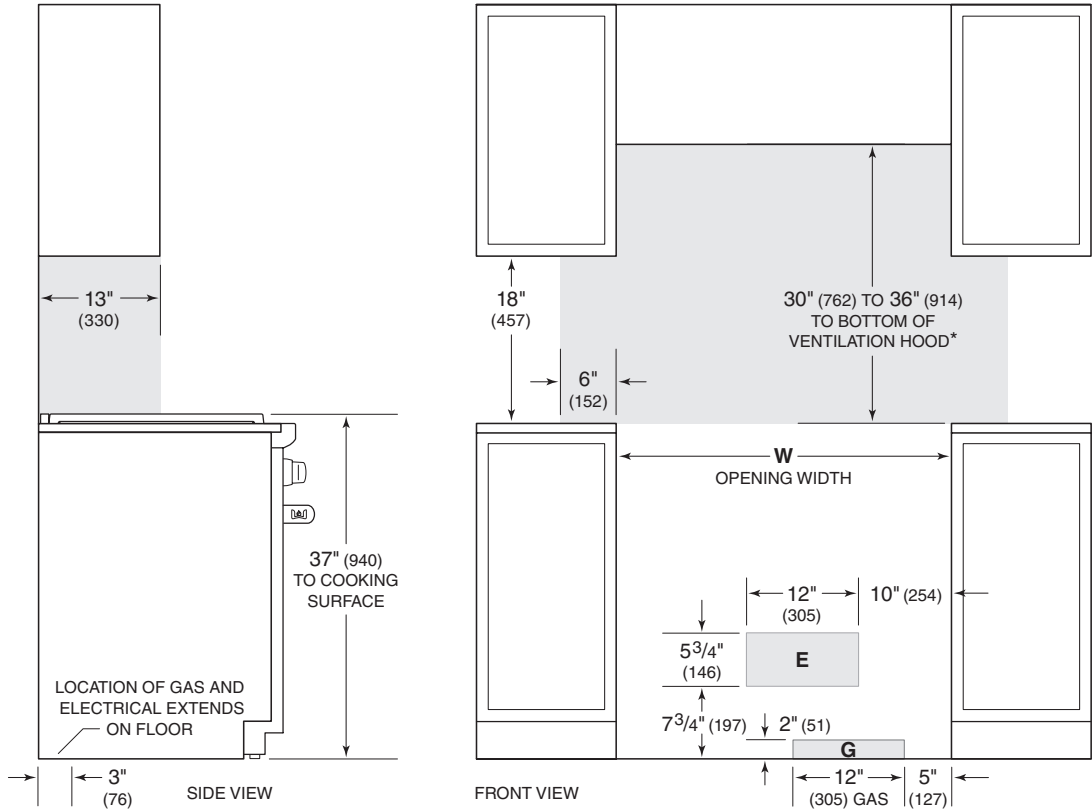 13"
(330)
37" (940)
TO COOKING
SURFACE
LOCATION OF GAS AND
ELECTRICAL EXTENDS
ON FLOOR
3"
(76)
SIDE VIEW
18"
(457)
30" (762) TO 36" (914)
TO BOTTOM OF
VENTILATION HOOD*
6"
(152)
W
OPENING WIDTH
12"
(305)
10" (254)
5 3/4"
(146)
E
7 3/4" (197)
2" (51)
G
12"
(305) GAS
5"
(127)
FRONT VIEW